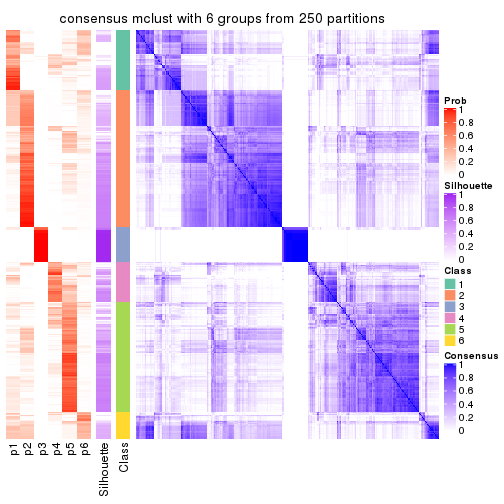 consensus mclust with 6 groups from 250 partitions
Prob
1
0.8
0.6
0.4
0.2
0
Silhouette
1
0.8
0.6
0.4
0.2
0
Class
1
2
3
4
5
6
Consensus
1
0.8
0.6
0.4
0.2
0
p1
p2
p3
p4
p5
p6
Silhouette
Class